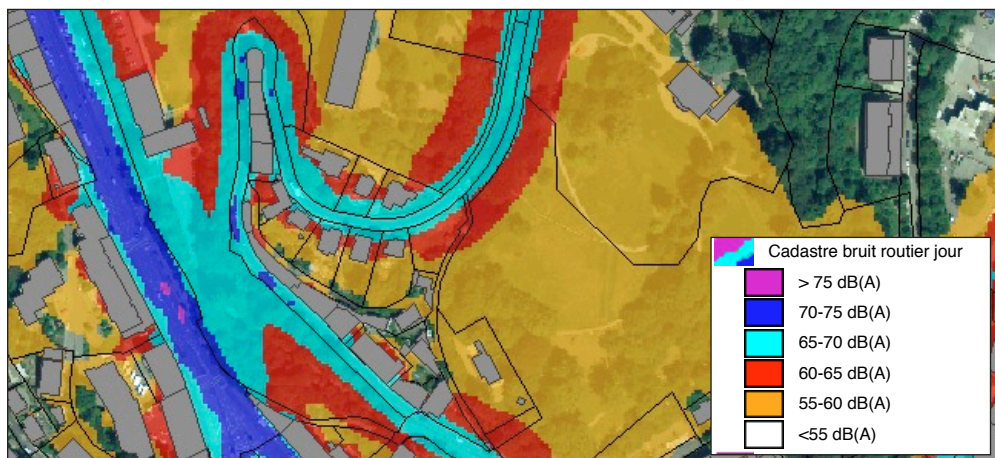 Cadastre bruit routier jour
> 75 dB(A)
70-75 dB(A)
65-70 dB(A)
60-65 dB(A)
55-60 dB(A)
<55 dB(A)